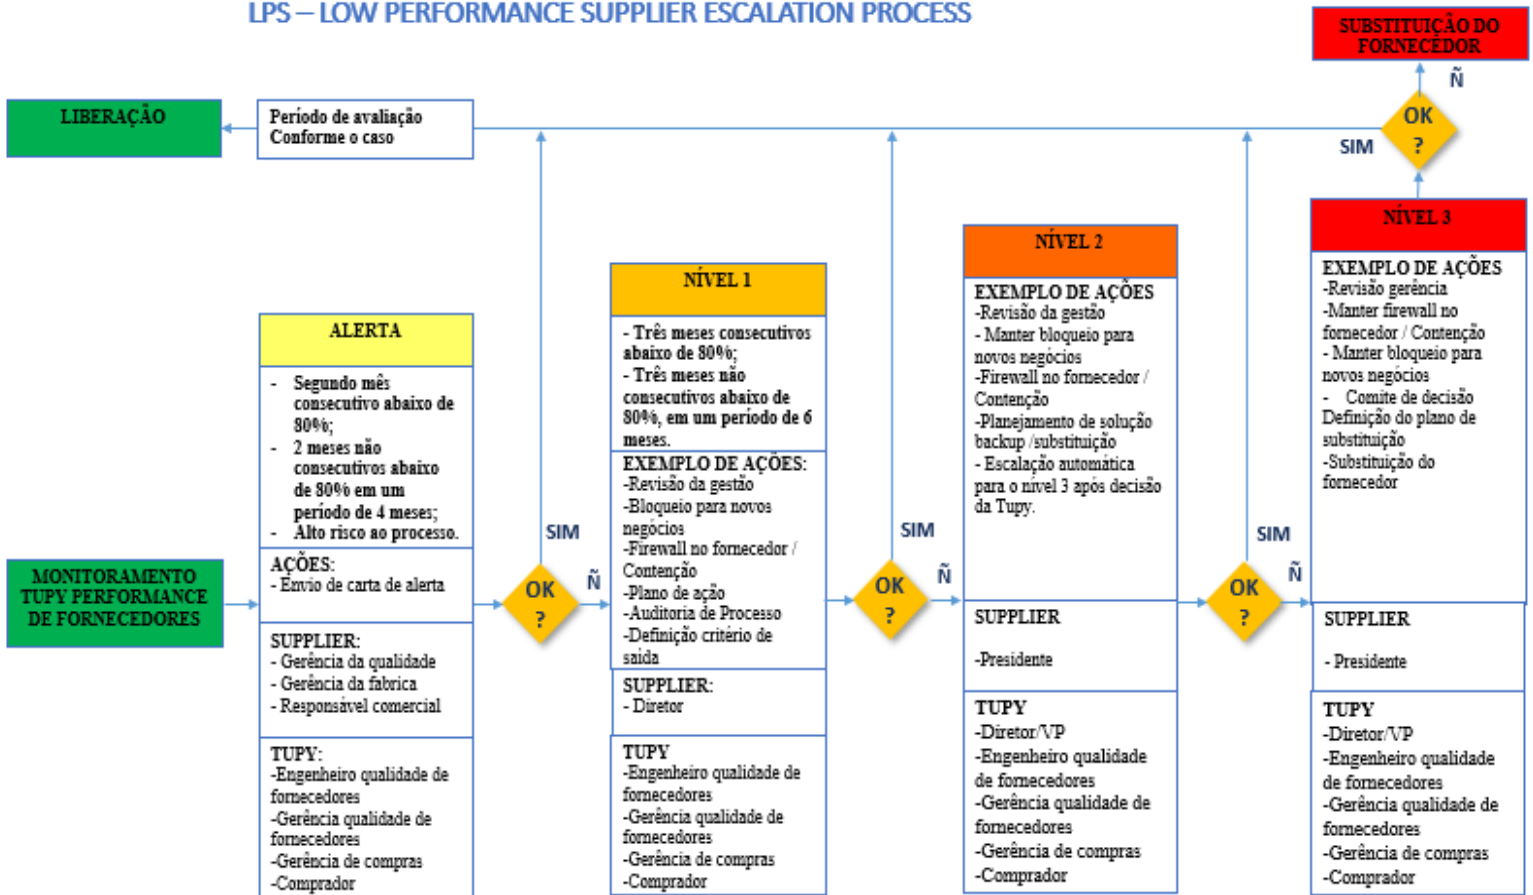 LPS – LOW PERFORMANCE SUPPLIER ESCALATION PROCESS
SUBSTITUIÇÃO DO
FORNECEDOR
Ñ
OK
?
SIM
LIBERAÇÃO
Período de avaliação
Conforme o caso
MONITORAMENTO
TUPY PERFORMANCE
DE FORNECEDORES
ALERTA
- Segundo mês
consecutivo abaixo de
80%;
- 2 meses não
consecutivos abaixo
de 80% em um
período de 4 meses;
- Alto risco ao processo.
AÇÕES:
- Envio de carta de alerta
SUPPLIER:
- Gerência da qualidade
- Gerência da fabrica
- Responsável comercial
TUPY:
-Engenheiro qualidade de
fornecedores
-Gerência qualidade de
fornecedores
-Gerência de compras
-Comprador
SIM
OK
?
Ñ
NÍVEL 1
- Três meses consecutivos
abaixo de 80%;
- Três meses não
consecutivos abaixo de
80%, em um período de 6
meses.
EXEMPLO DE AÇÕES:
-Revisão da gestão
-Bloqueio para novos
negócios
-Firewall no fornecedor /
Contenção
-Plano de ação
-Auditoria de Processo
-Definição critério de
saída
SUPPLIER:
- Diretor
TUPY
-Engenheiro qualidade de
fornecedores
-Gerência qualidade de
fornecedores
-Gerência de compras
-Comprador
SIM
OK
?
Ñ
NÍVEL 2
EXEMPLO DE AÇÕES
-Revisão da gestão
- Manter bloqueio para
novos negócios
-Firewall no fornecedor /
Contenção
-Planejamento de solução
backup /substituição
- Escalação automática
para o nível 3 após decisão
da Tupy.
SUPPLIER
-Presidente
TUPY
-Diretor/VP
-Engenheiro qualidade
de fornecedores
-Gerência qualidade de
fornecedores
-Gerência de compras
-Comprador
SIM
OK
?
Ñ
NÍVEL 3
EXEMPLO DE AÇÕES
-Revisão gerência
-Manter firewall no
fornecedor / Contenção
- Manter bloqueio para
novos negócios
- Comite de decisão
Definição do plano de
substituição
-Substituição do
fornecedor
SUPPLIER
- Presidente
TUPY
-Diretor/VP
-Engenheiro qualidade
de fornecedores
-Gerência qualidade de
fornecedores
-Gerência de compras
-Comprador